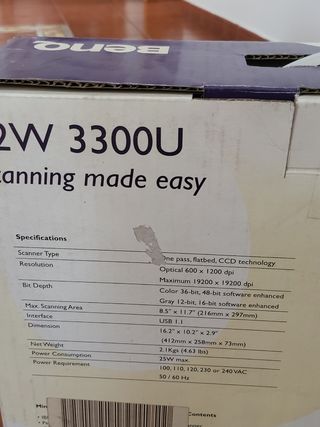 BenQ
2W 3300U
canning made easy
Specifications
Scanner Type One pass, flatbed, CCD technology
Resolution Optical 600 x 1200 dpi
Maximum 19200 x 19200 dpi
Bit Depth Color 36-bit, 48-bit software enhanced
Gray 12-bit, 16-bit software enhanced
Max. Scanning Area 8.5" x 11.7" (216mm x 297mm)
Interface USB 1.1
Dimension 16.2" x 10.2" x 2.9"
(412mm x 258mm x 73mm)
Net Weight 2.1Kgs (4.63 lbs)
Power Consumption 25W max.
Power Requirement 100, 110, 120, 230 or 240VAC
50 / 60 Hz
Contents